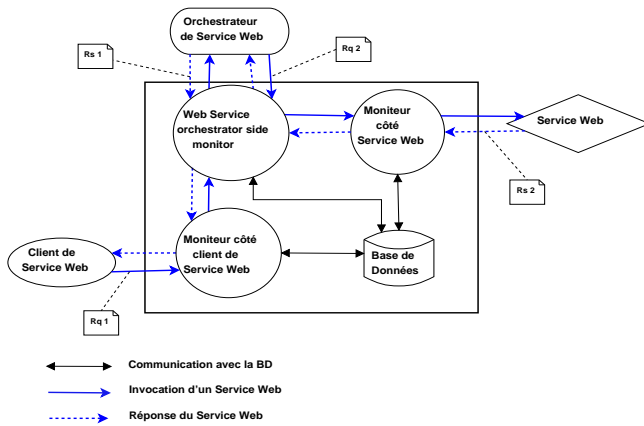 Orchestrateur
de Service Web
Rs 1
Rq 2
Web Service
orchestrator side
monitor
Moniteur
côté
Service Web
Service Web
Rs 2
Moniteur côté
client de
Service Web
Client de
Service Web
Base de
Données
Rq 1
Communication avec la BD
Invocation d'un Service Web
Réponse du Service Web